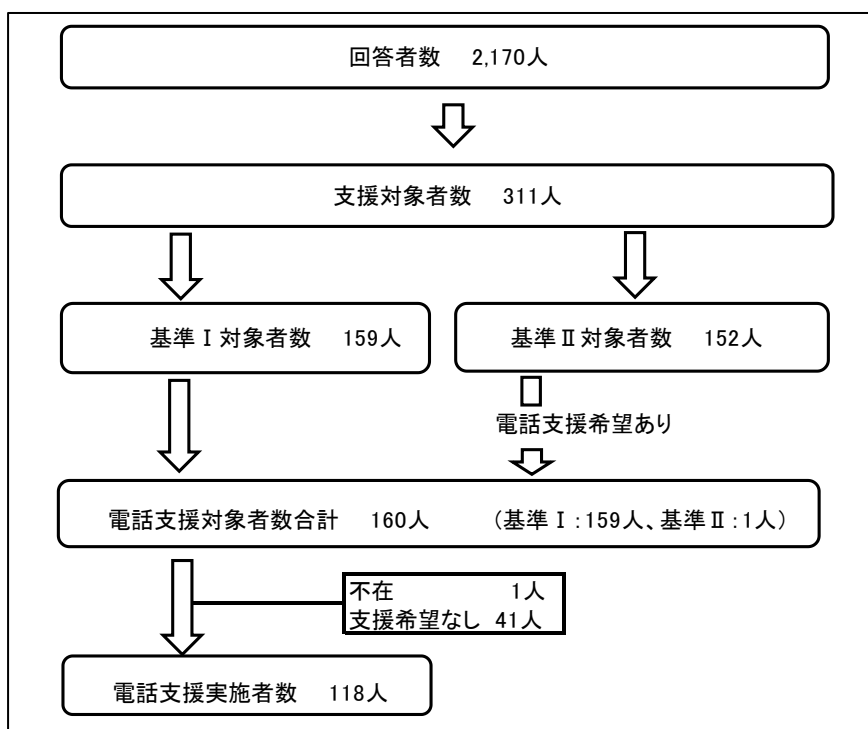 回答者数 2,170人
支援対象者数 311人
基準Ⅰ対象者数 159人
基準Ⅱ対象者数 152人
電話支援希望あり
電話支援対象者数合計 160人 (基準Ⅰ:159人、基準Ⅱ:1人)
不在 1人
支援希望なし 41人
電話支援実施者数 118人